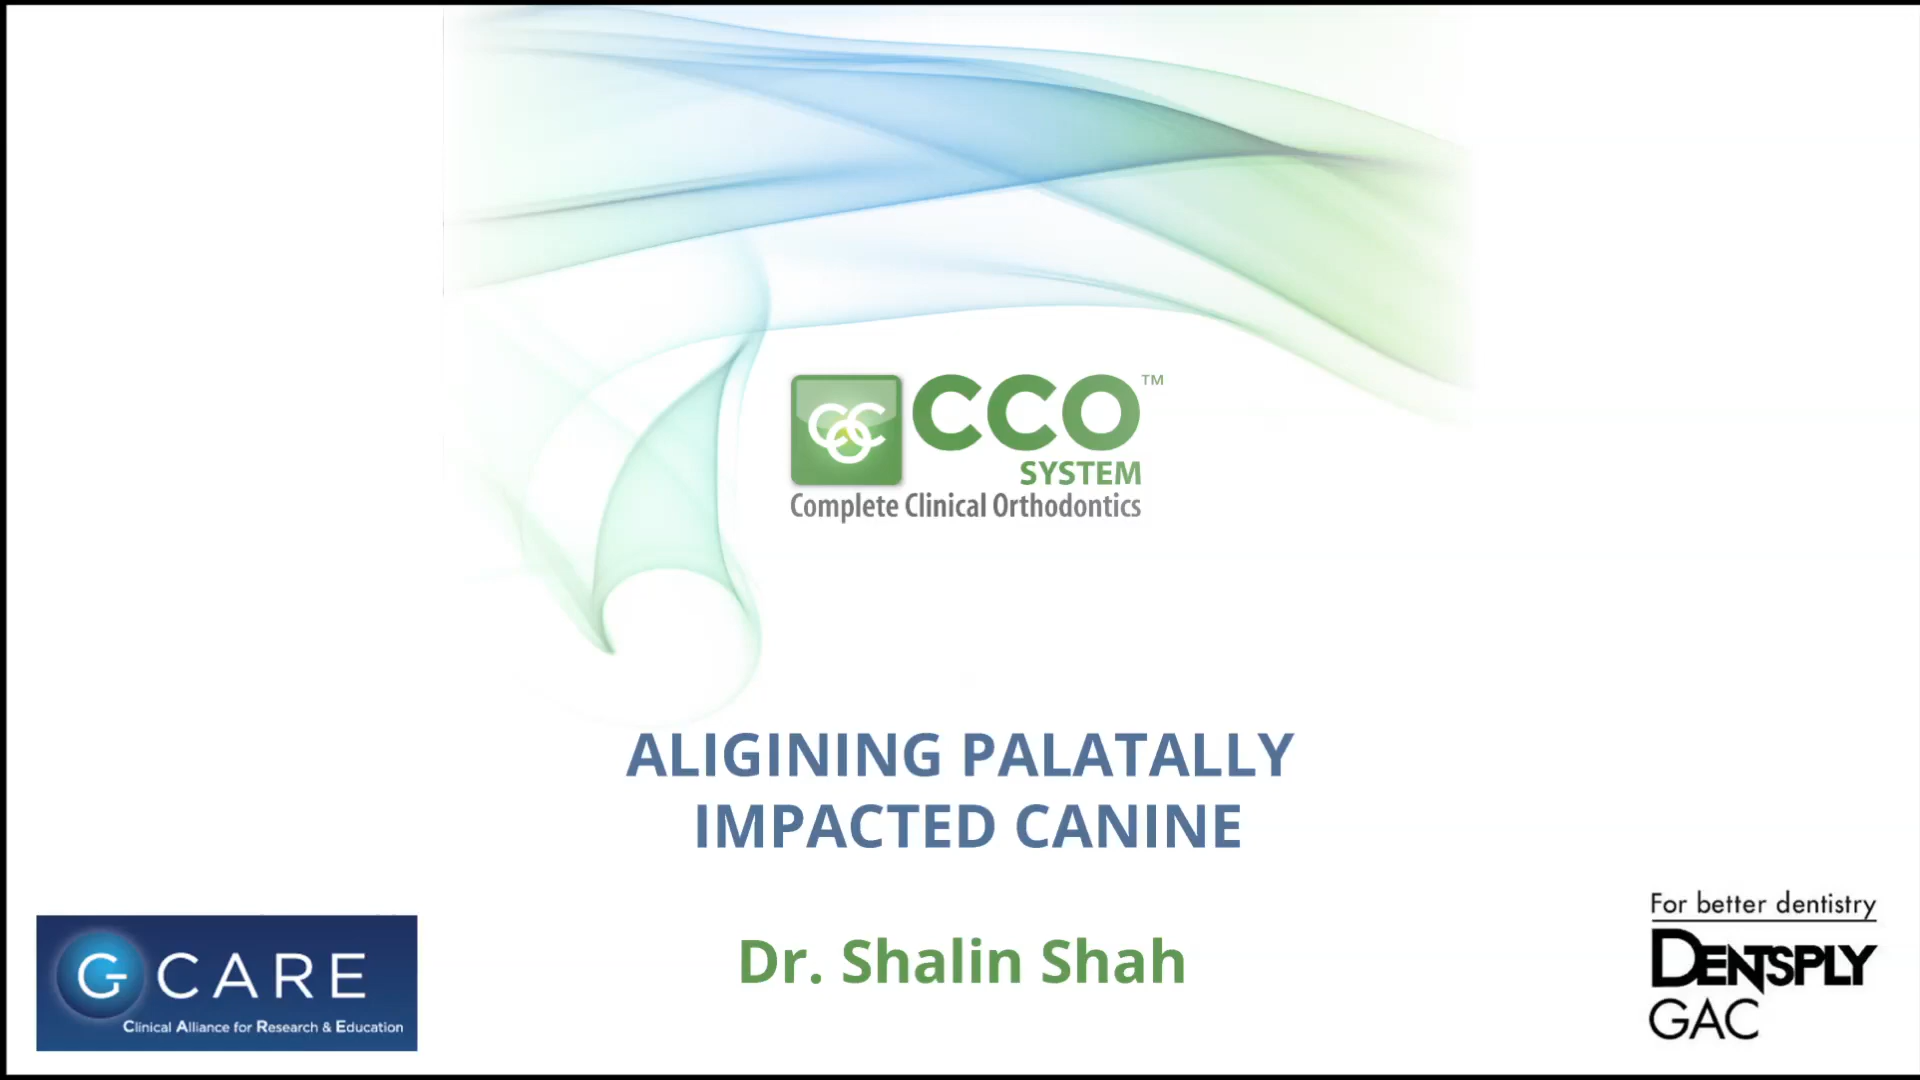 CCO
CCO™
SYSTEM
Complete Clinical Orthodontics
ALIGINING PALATALLY
IMPACTED CANINE
Dr. Shalin Shah
G CARE
Clinical Alliance for Research & Education
For better dentistry
DENTSPLY
GAC